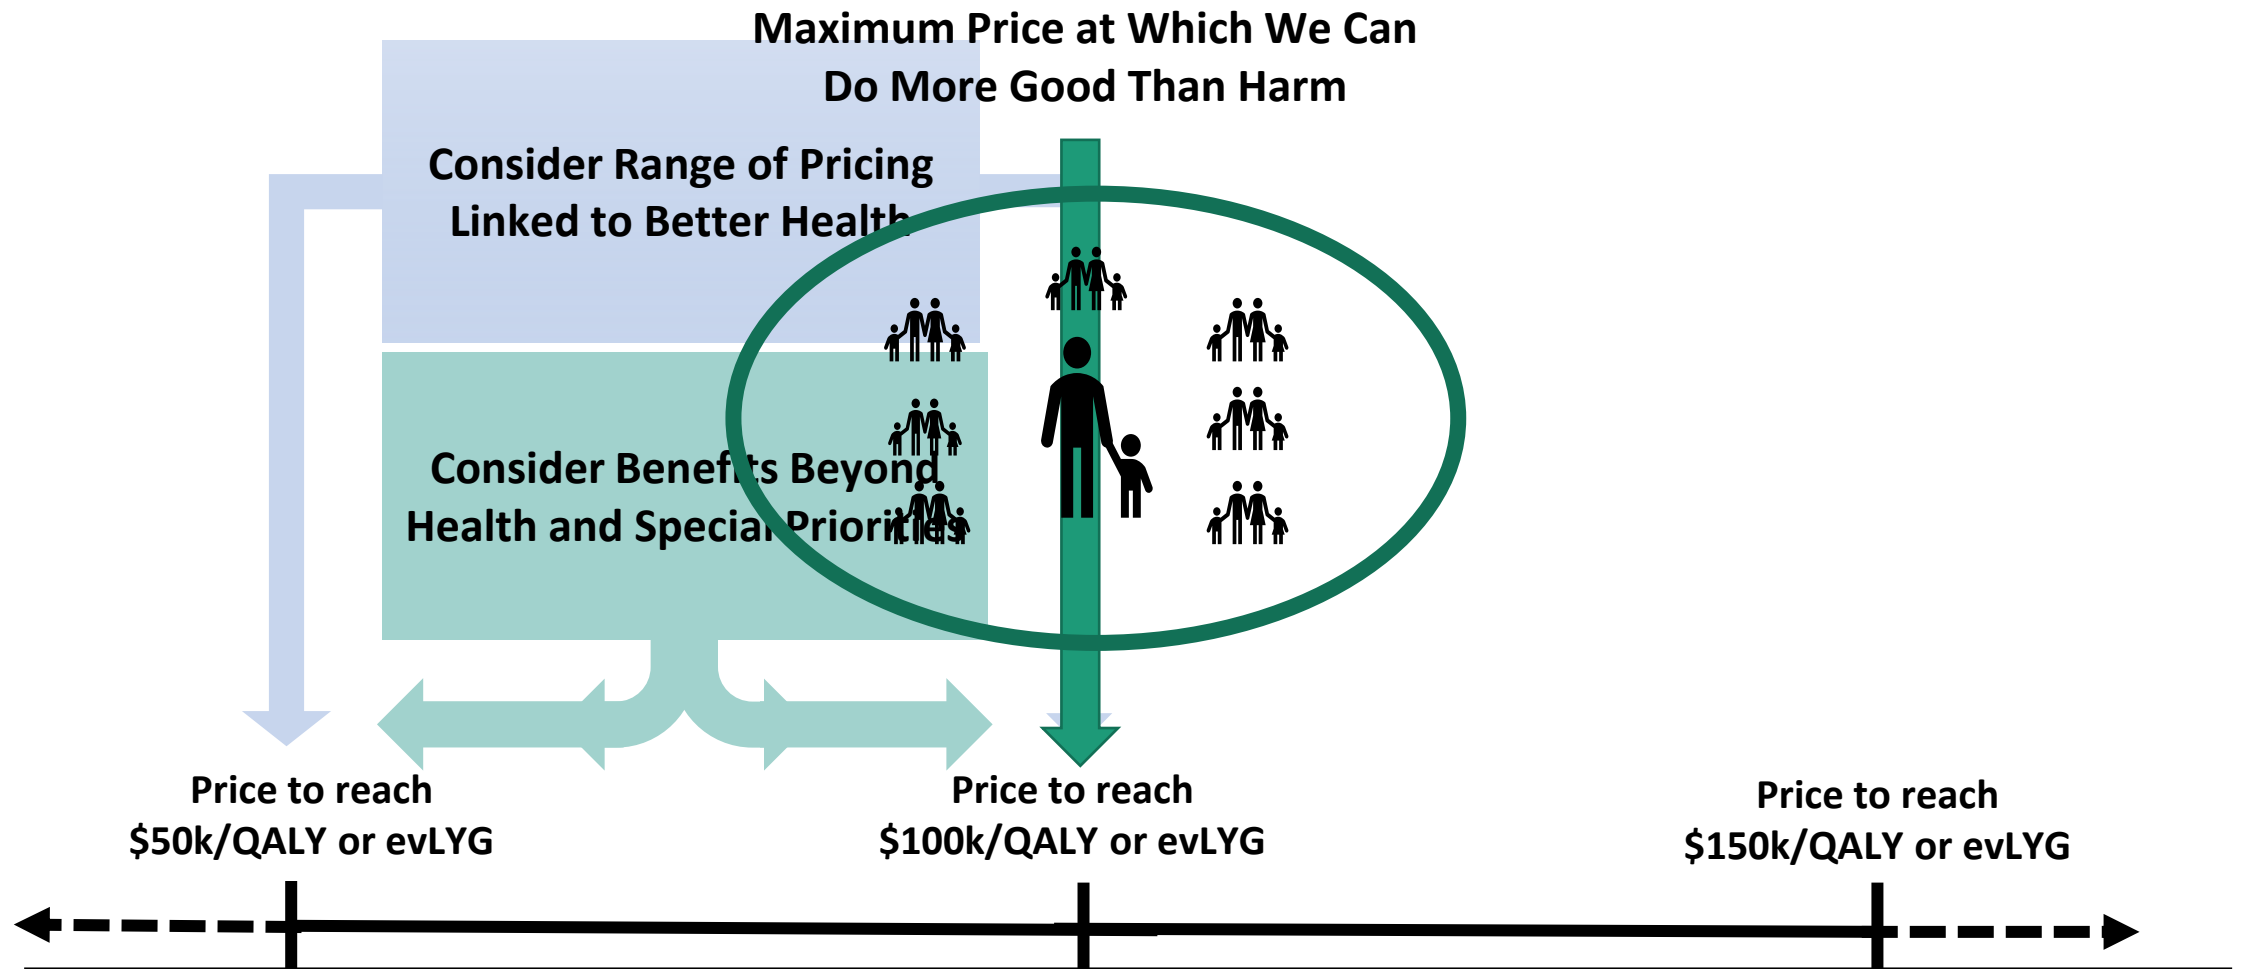 Maximum Price at Which We Can
Do More Good Than Harm
Consider Range of Pricing
Linked to Better Health
Consider Benefits Beyond
Health and Special Priorities
Price to reach
$50k/QALY or evLYG
Price to reach
$100k/QALY or evLYG
Price to reach
$150k/QALY or evLYG